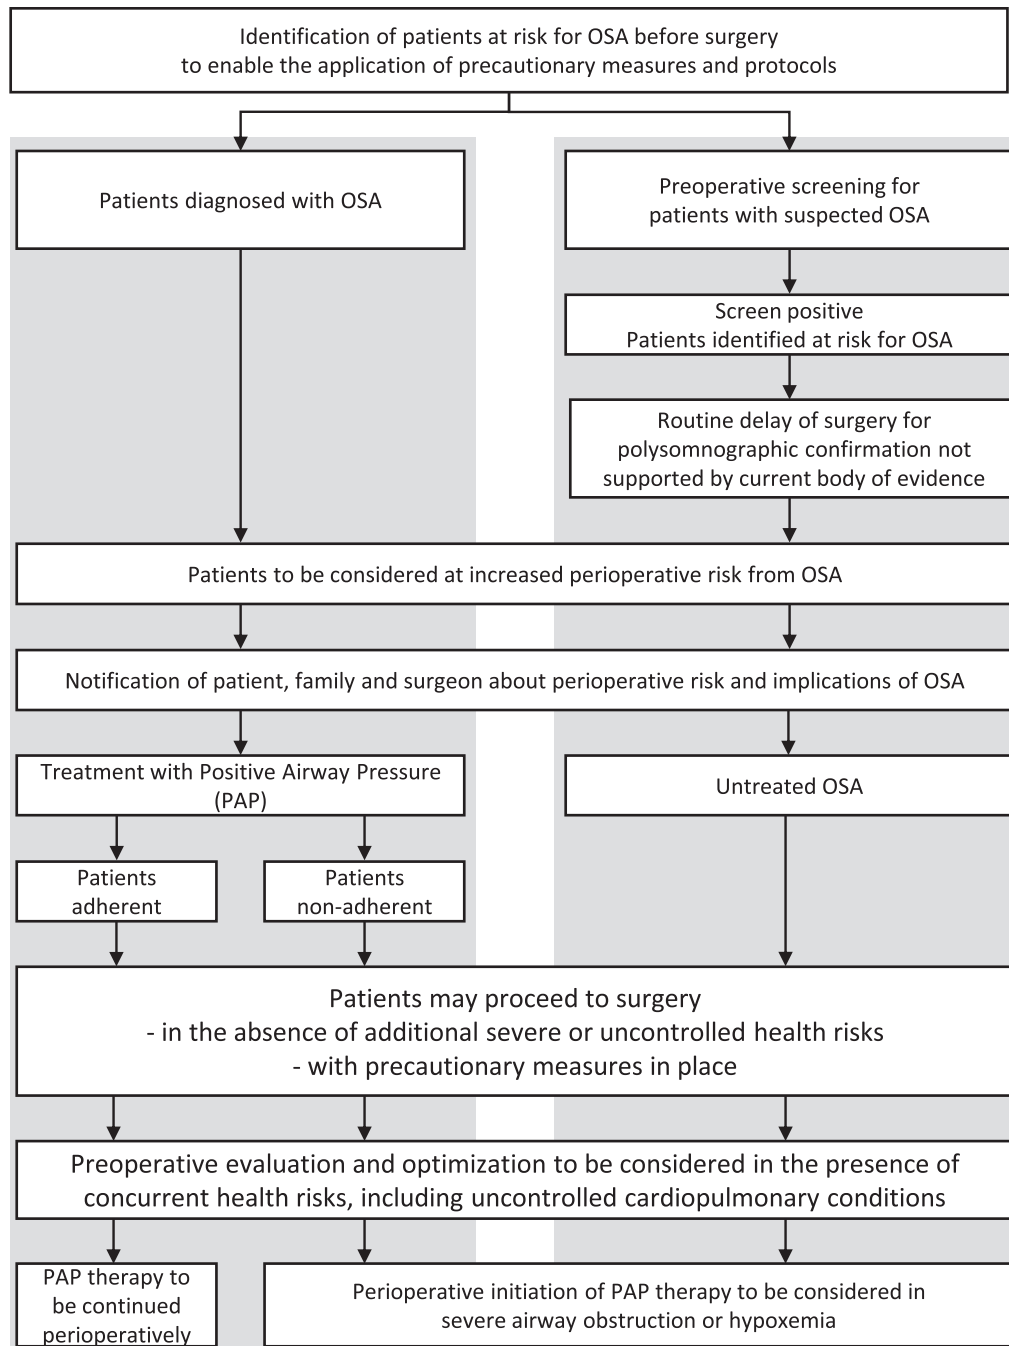 Identification of patients at risk for OSA before surgery
to enable the application of precautionary measures and protocols
Patients diagnosed with OSA
Preoperative screening for
patients with suspected OSA
Screen positive
Patients identified at risk for OSA
Routine delay of surgery for
polysomnographic confirmation not
supported by current body of evidence
Patients to be considered at increased perioperative risk from OSA
Notification of patient, family and surgeon about perioperative risk and implications of OSA
Treatment with Positive Airway Pressure
(PAP)
Untreated OSA
Patients
adherent
Patients
non-adherent
Patients may proceed to surgery
- in the absence of additional severe or uncontrolled health risks
- with precautionary measures in place
Preoperative evaluation and optimization to be considered in the presence of
concurrent health risks, including uncontrolled cardiopulmonary conditions
PAP therapy to
be continued
perioperatively
Perioperative initiation of PAP therapy to be considered in
severe airway obstruction or hypoxemia